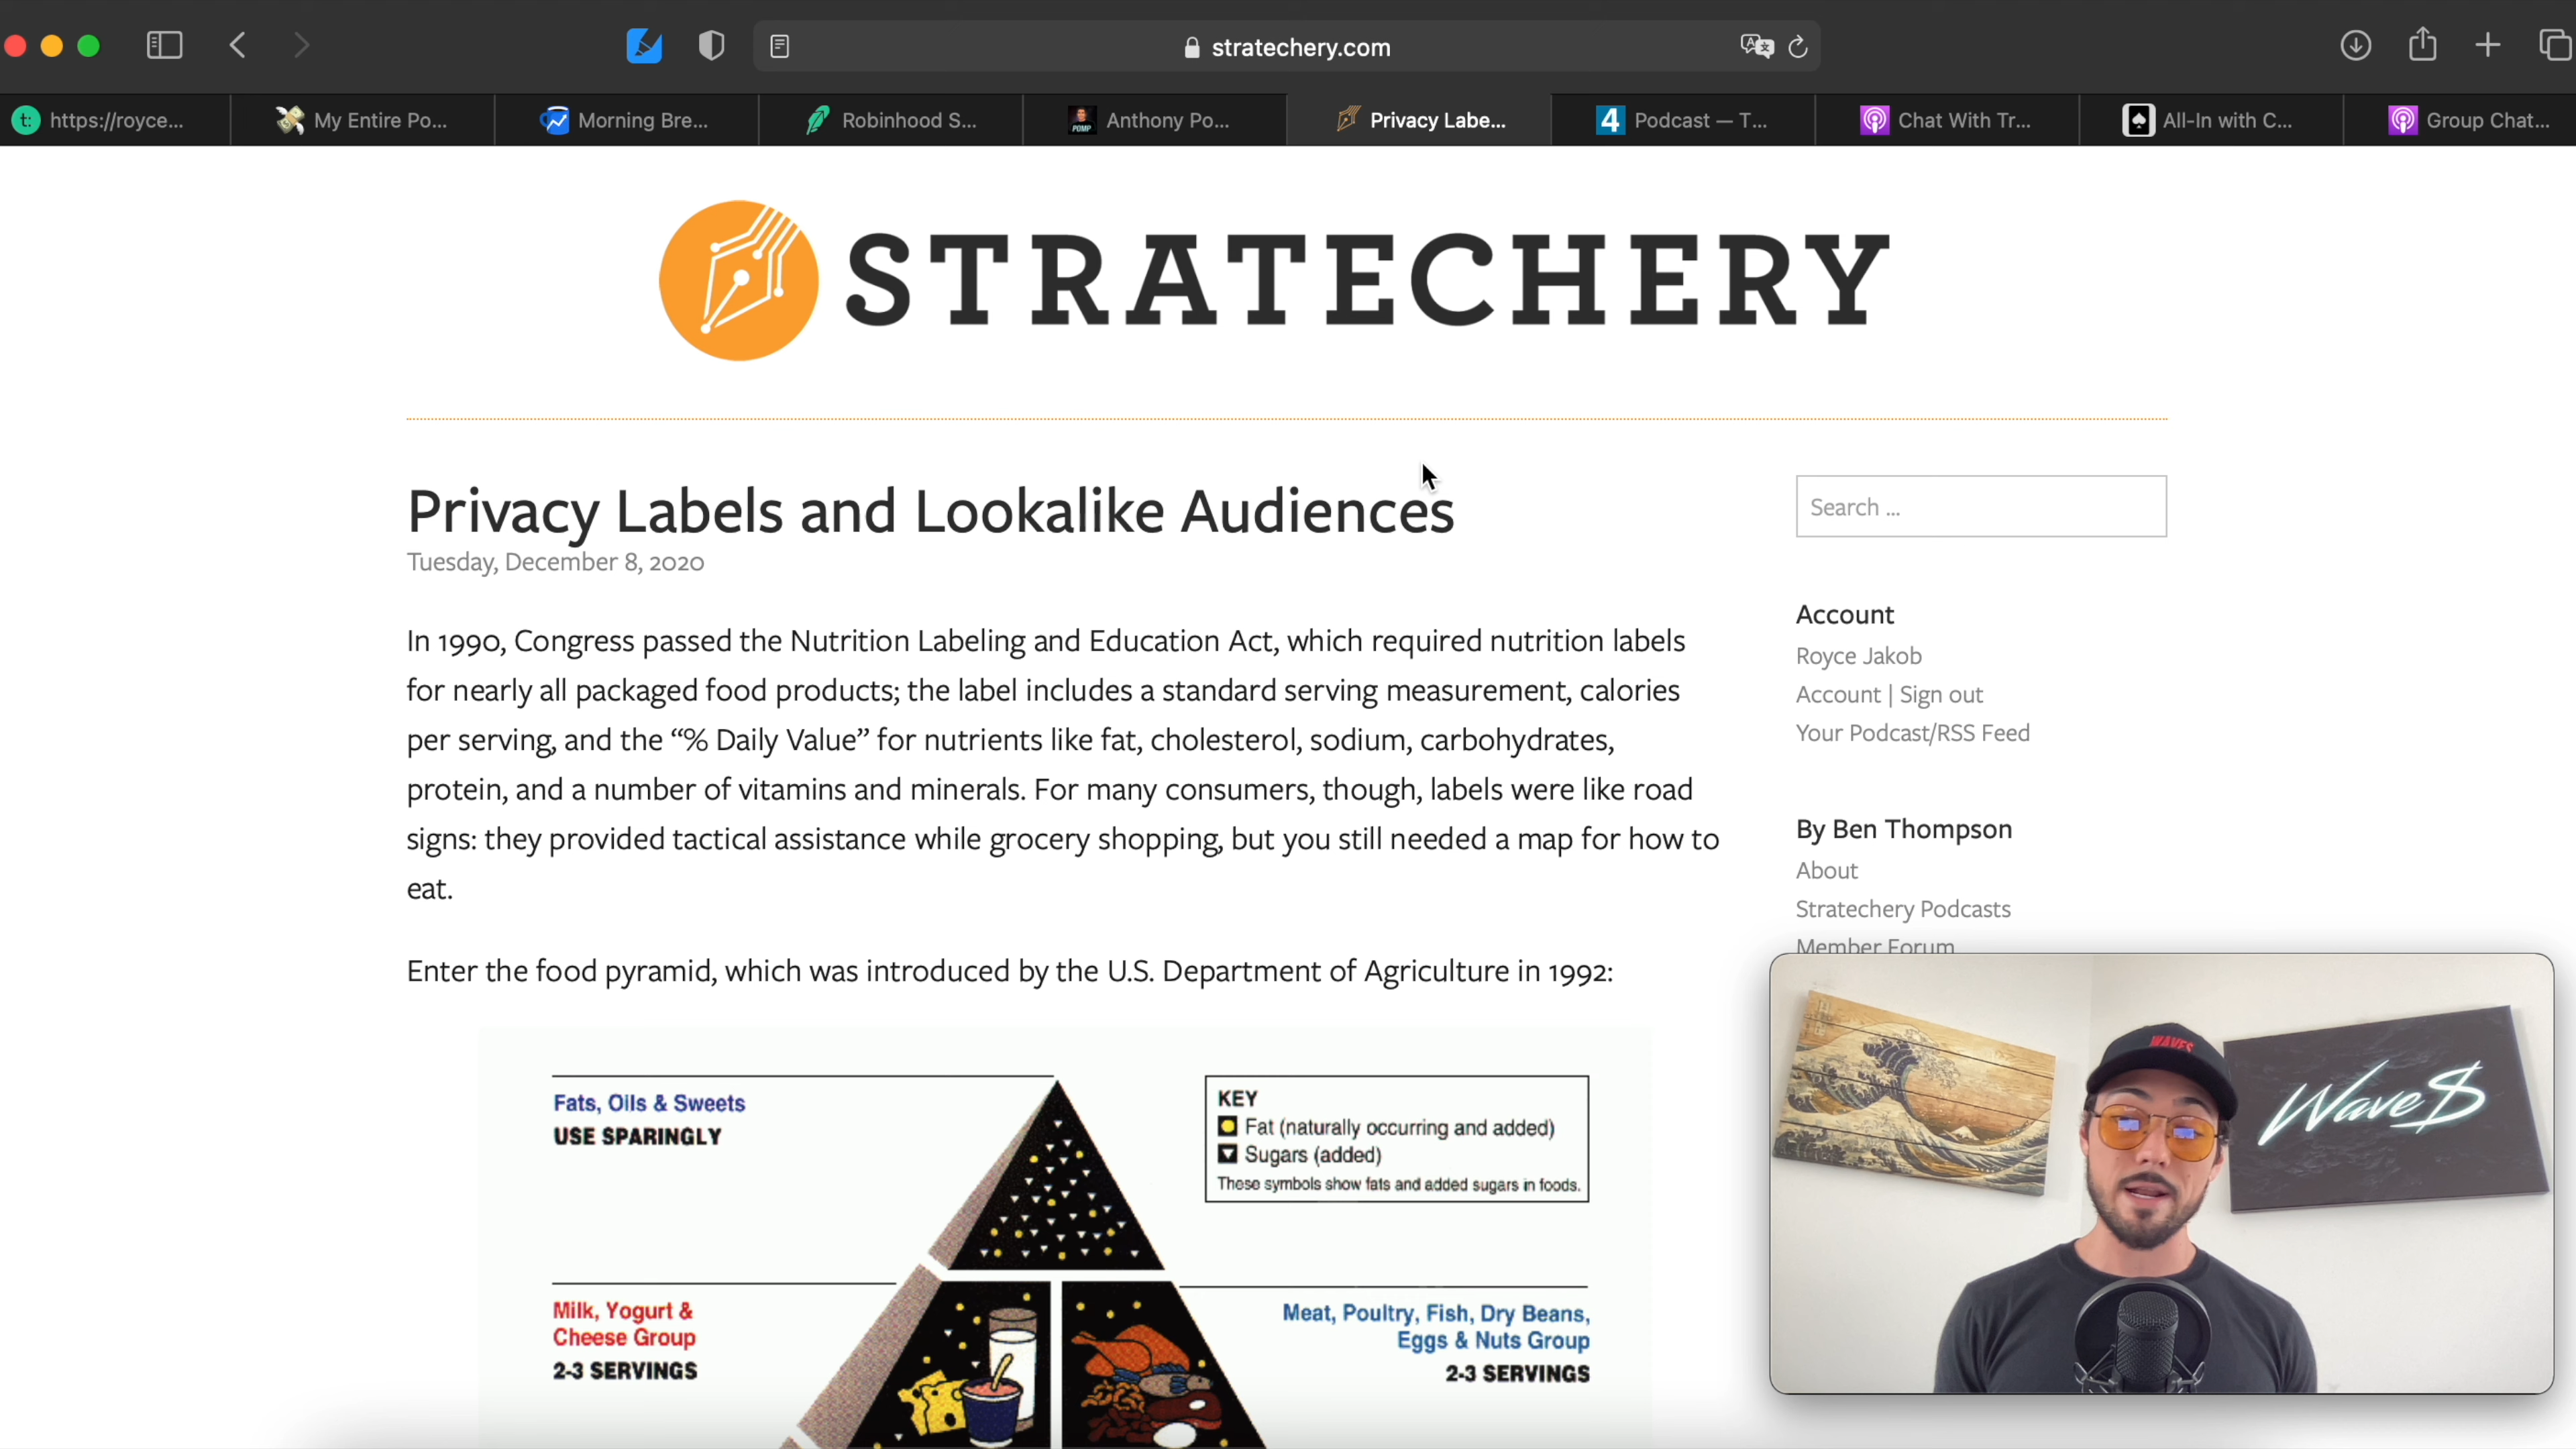 stratechery.com
t: https://royce...
My Entire Po...
Morning Bre...
Robinhood S...
POMP Anthony Po...
Privacy Labe...
4 Podcast — T...
Chat With Tr...
All-In with C...
Group Chat...
STRATECHERY
Privacy Labels and Lookalike Audiences
Tuesday, December 8, 2020
In 1990, Congress passed the Nutrition Labeling and Education Act, which required nutrition labels
for nearly all packaged food products; the label includes a standard serving measurement, calories
per serving, and the “% Daily Value” for nutrients like fat, cholesterol, sodium, carbohydrates,
protein, and a number of vitamins and minerals. For many consumers, though, labels were like road
signs: they provided tactical assistance while grocery shopping, but you still needed a map for how to
eat.
Enter the food pyramid, which was introduced by the U.S. Department of Agriculture in 1992:
Fats, Oils & Sweets
USE SPARINGLY
KEY
Fat (naturally occurring and added)
Sugars (added)
These symbols show fats and added sugars in foods.
Milk, Yogurt &
Cheese Group
2-3 SERVINGS
Meat, Poultry, Fish, Dry Beans,
Eggs & Nuts Group
2-3 SERVINGS
Search ...
Account
Royce Jakob
Account | Sign out
Your Podcast/RSS Feed
By Ben Thompson
About
Stratechery Podcasts
Member Forum
WAVES
Wave$